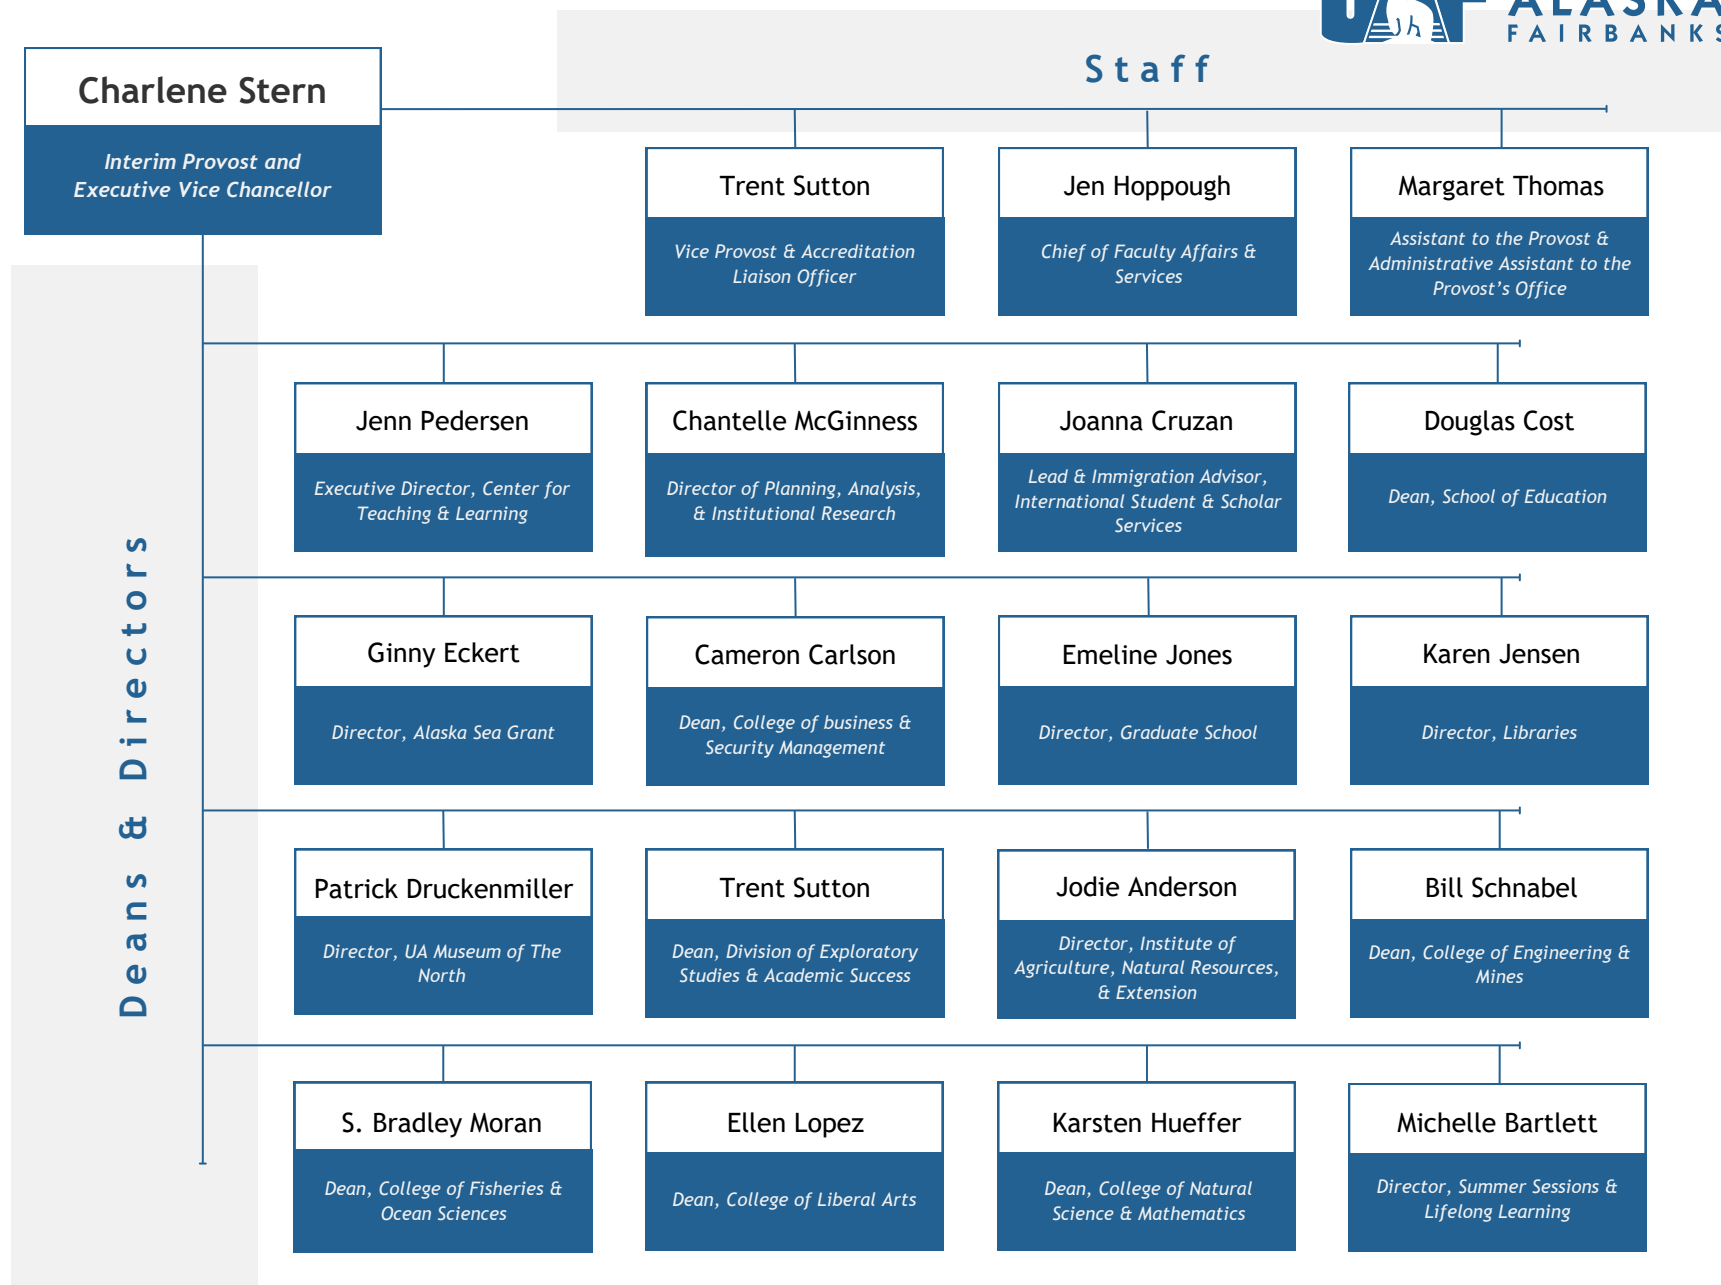 ALASKA
FAIRBANKS
Staff
Charlene Stern
Interim Provost and
Executive Vice Chancellor
Trent Sutton
Vice Provost & Accreditation
Liaison Officer
Jen Hoppough
Chief of Faculty Affairs &
Services
Margaret Thomas
Assistant to the Provost &
Administrative Assistant to the
Provost's Office
Deans & Directors
Jenn Pedersen
Executive Director, Center for
Teaching & Learning
Chantelle McGinness
Director of Planning, Analysis,
& Institutional Research
Joanna Cruzan
Lead & Immigration Advisor,
International Student & Scholar
Services
Douglas Cost
Dean, School of Education
Ginny Eckert
Director, Alaska Sea Grant
Cameron Carlson
Dean, College of business &
Security Management
Emeline Jones
Director, Graduate School
Karen Jensen
Director, Libraries
Patrick Druckenmiller
Director, UA Museum of The
North
Trent Sutton
Dean, Division of Exploratory
Studies & Academic Success
Jodie Anderson
Director, Institute of
Agriculture, Natural Resources,
& Extension
Bill Schnabel
Dean, College of Engineering &
Mines
S. Bradley Moran
Dean, College of Fisheries &
Ocean Sciences
Ellen Lopez
Dean, College of Liberal Arts
Karsten Hueffer
Dean, College of Natural
Science & Mathematics
Michelle Bartlett
Director, Summer Sessions &
Lifelong Learning